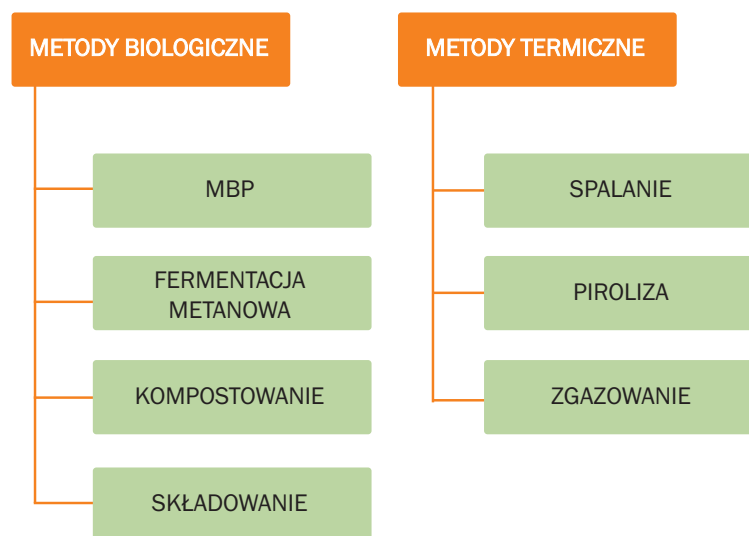 METODY BIOLOGICZNE
MBP
FERMENTACJA
METANOWA
KOMPOSTOWANIE
SKŁADOWANIE
METODY TERMICZNE
SPALANIE
PIROLIZA
ZGAZOWANIE